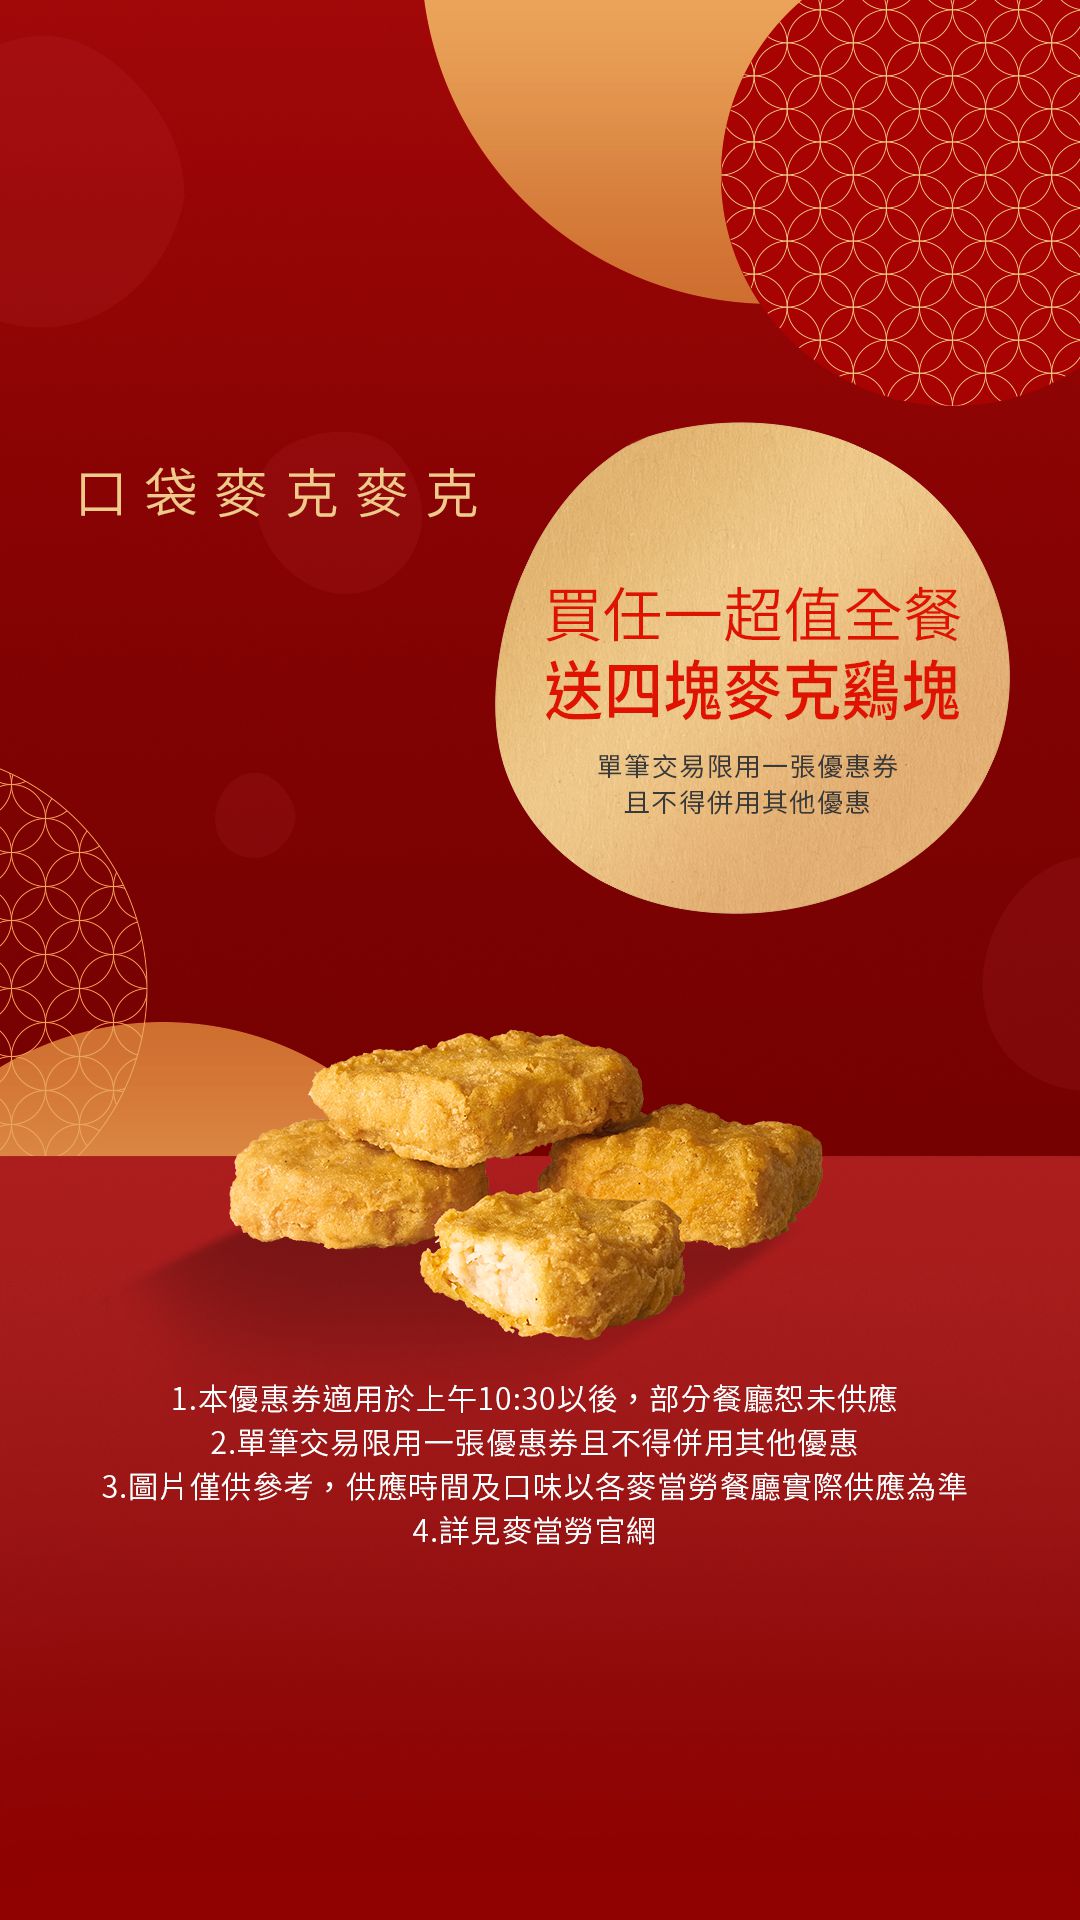 口袋麥克麥克
買任一超值全餐
送四塊麥克鷄塊
單筆交易限用一張優惠券
且不得併用其他優惠
1.本優惠券適用於上午10:30以後，部分餐廳恕未供應
2.單筆交易限用一張優惠券且不得併用其他優惠
3.圖片僅供參考，供應時間及口味以各麥當勞餐廳實際供應為準
4.詳見麥當勞官網